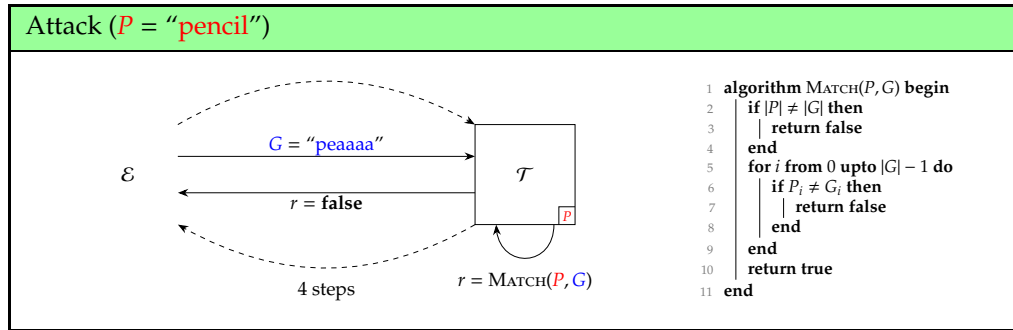 Attack (P = “pencil”)
G = “peaaaa”
ℰ
𝒯
P
r = false
r = MATCH(P, G)
4 steps
1 algorithm MATCH(P, G) begin
2 if |P| ≠ |G| then
3 return false
4 end
5 for i from 0 upto |G| − 1 do
6 if Pᵢ ≠ Gᵢ then
7 return false
8 end
9 end
10 return true
11 end